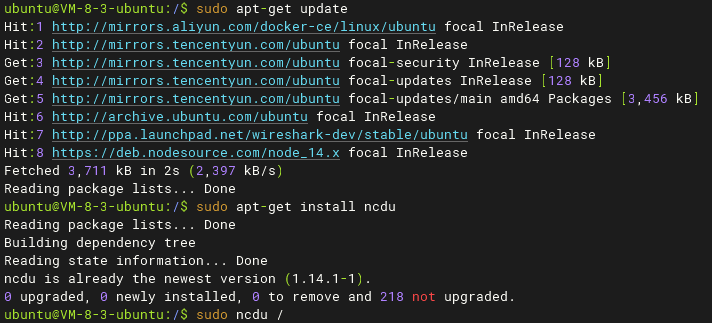 ubuntu@VM-8-3-ubuntu:/$ sudo apt-get update
Hit:1 http://mirrors.aliyun.com/docker-ce/linux/ubuntu focal InRelease
Hit:2 http://mirrors.tencentyun.com/ubuntu focal InRelease
Get:3 http://mirrors.tencentyun.com/ubuntu focal-security InRelease [128 kB]
Get:4 http://mirrors.tencentyun.com/ubuntu focal-updates InRelease [128 kB]
Get:5 http://mirrors.tencentyun.com/ubuntu focal-updates/main amd64 Packages [3,456 kB]
Hit:6 http://archive.ubuntu.com/ubuntu focal InRelease
Hit:7 http://ppa.launchpad.net/wireshark-dev/stable/ubuntu focal InRelease
Hit:8 https://deb.nodesource.com/node_14.x focal InRelease
Fetched 3,711 kB in 2s (2,397 kB/s)
Reading package lists... Done
ubuntu@VM-8-3-ubuntu:/$ sudo apt-get install ncdu
Reading package lists... Done
Building dependency tree
Reading state information... Done
ncdu is already the newest version (1.14.1-1).
0 upgraded, 0 newly installed, 0 to remove and 218 not upgraded.
ubuntu@VM-8-3-ubuntu:/$ sudo ncdu /